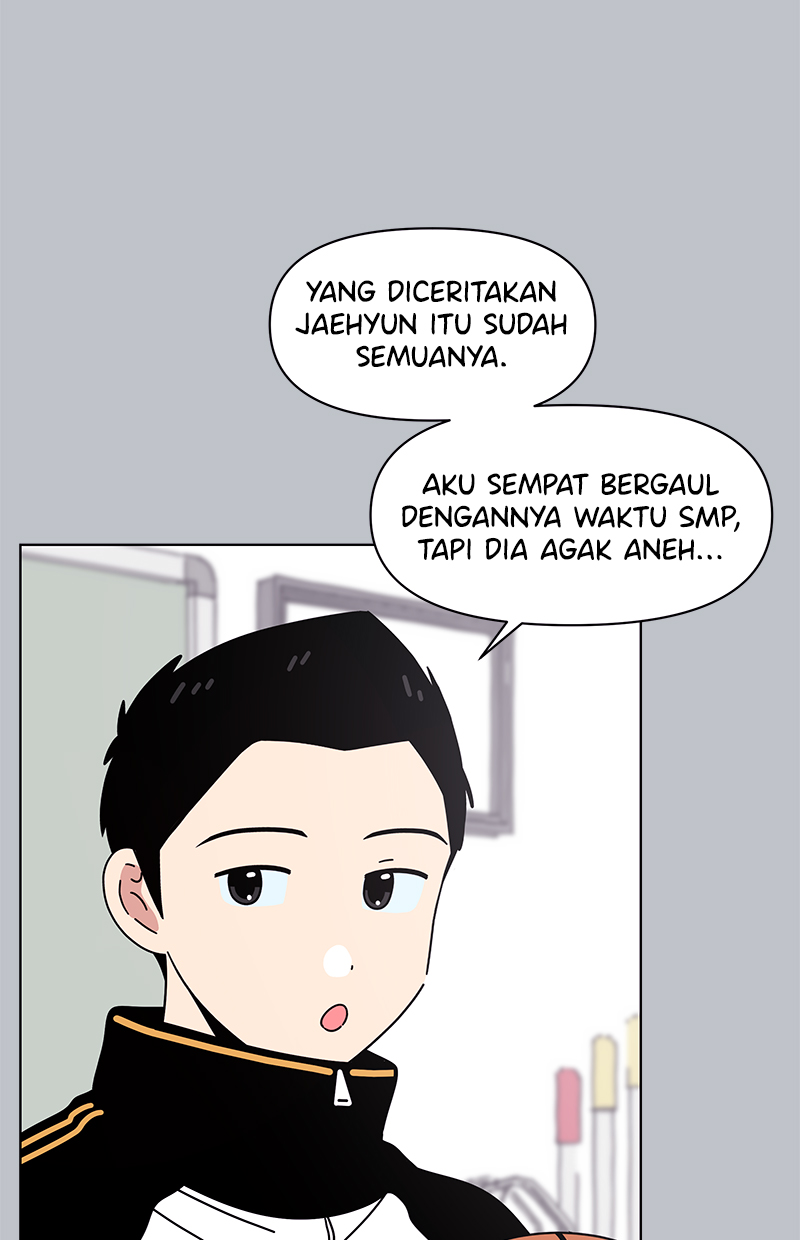 YANG DICERITAKAN
JAEHYUN ITU SUDAH
SEMUANYA.
AKU SEMPAT BERGAUL
DENGANNYA WAKTU SMP,
TAPI DIA AGAK ANEH...